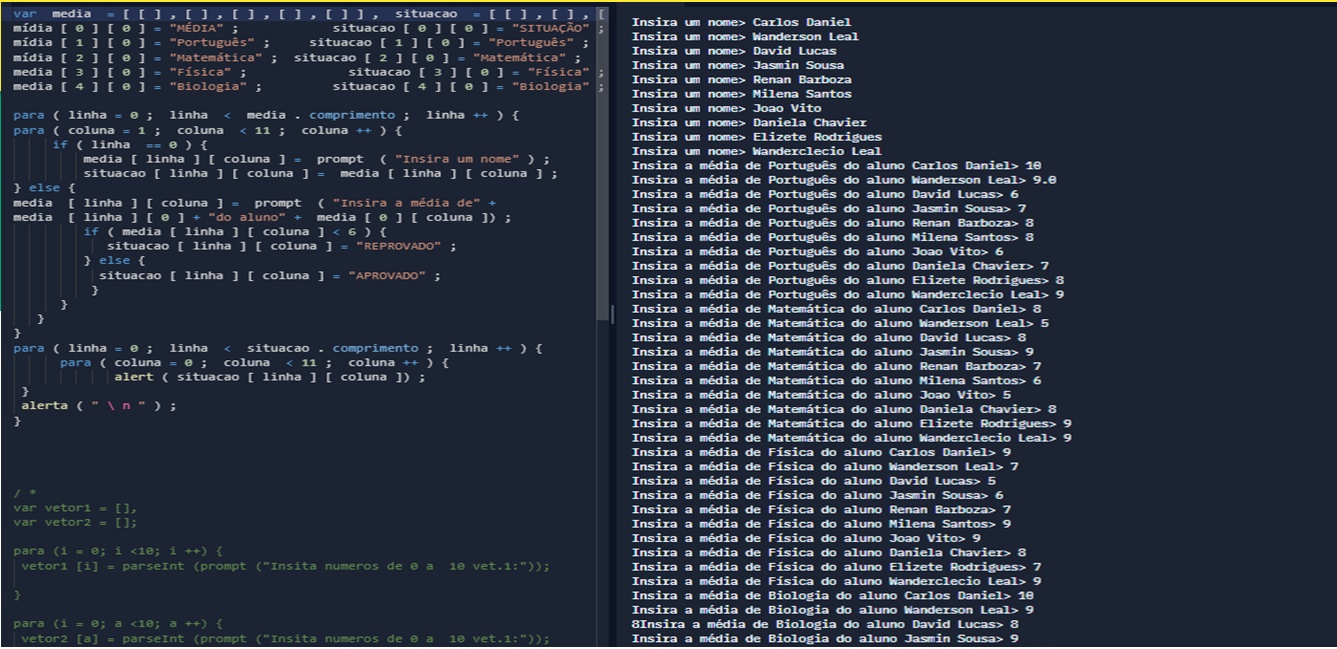 var media = [ [ ] , [ ] , [ ] , [ ] , [ ] ] , situacao = [ [ ] , [ ] , [
mídia [ 0 ] [ 0 ] = "MÉDIA" ; situacao [ 0 ] [ 0 ] = "SITUAÇÃO" ;
mídia [ 1 ] [ 0 ] = "Português" ; situacao [ 1 ] [ 0 ] = "Português" ;
mídia [ 2 ] [ 0 ] = "Matemática" ; situacao [ 2 ] [ 0 ] = "Matemática" ;
media [ 3 ] [ 0 ] = "Física" ; situacao [ 3 ] [ 0 ] = "Física" ;
media [ 4 ] [ 0 ] = "Biologia" ; situacao [ 4 ] [ 0 ] = "Biologia" ;
para ( linha = 0 ; linha < media . comprimento ; linha ++ ) {
para ( coluna = 1 ; coluna < 11 ; coluna ++ ) {
if ( linha == 0 ) {
media [ linha ] [ coluna ] = prompt ( "Insira um nome" ) ;
situacao [ linha ] [ coluna ] = media [ linha ] [ coluna ] ;
} else {
media [ linha ] [ coluna ] = prompt ( "Insira a média de" +
media [ linha ] [ 0 ] + "do aluno" + media [ 0 ] [ coluna ]) ;
if ( media [ linha ] [ coluna ] < 6 ) {
situacao [ linha ] [ coluna ] = "REPROVADO" ;
} else {
situacao [ linha ] [ coluna ] = "APROVADO" ;
}
}
}
}
para ( linha = 0 ; linha < situacao . comprimento ; linha ++ ) {
para ( coluna = 0 ; coluna < 11 ; coluna ++ ) {
alert ( situacao [ linha ] [ coluna ]) ;
}
alerta ( " \ n " ) ;
}
/ *
var vetor1 = [],
var vetor2 = [];
para (i = 0; i <10; i ++) {
vetor1 [i] = parseInt (prompt ("Insita numeros de 0 a 10 vet.1:"));
}
para (i = 0; a <10; a ++) {
vetor2 [a] = parseInt (prompt ("Insita numeros de 0 a 10 vet.1:"));
Insira um nome> Carlos Daniel
Insira um nome> Wanderson Leal
Insira um nome> David Lucas
Insira um nome> Jasmin Sousa
Insira um nome> Renan Barboza
Insira um nome> Milena Santos
Insira um nome> Joao Vito
Insira um nome> Daniela Chavier
Insira um nome> Elizete Rodrigues
Insira um nome> Wanderclecio Leal
Insira a média de Português do aluno Carlos Daniel> 10
Insira a média de Português do aluno Wanderson Leal> 9.0
Insira a média de Português do aluno David Lucas> 6
Insira a média de Português do aluno Jasmin Sousa> 7
Insira a média de Português do aluno Renan Barboza> 8
Insira a média de Português do aluno Milena Santos> 8
Insira a média de Português do aluno Joao Vito> 6
Insira a média de Português do aluno Daniela Chavier> 7
Insira a média de Português do aluno Elizete Rodrigues> 8
Insira a média de Português do aluno Wanderclecio Leal> 9
Insira a média de Matemática do aluno Carlos Daniel> 8
Insira a média de Matemática do aluno Wanderson Leal> 5
Insira a média de Matemática do aluno David Lucas> 8
Insira a média de Matemática do aluno Jasmin Sousa> 9
Insira a média de Matemática do aluno Renan Barboza> 7
Insira a média de Matemática do aluno Milena Santos> 6
Insira a média de Matemática do aluno Joao Vito> 5
Insira a média de Matemática do aluno Daniela Chavier> 8
Insira a média de Matemática do aluno Elizete Rodrigues> 9
Insira a média de Matemática do aluno Wanderclecio Leal> 9
Insira a média de Física do aluno Carlos Daniel> 9
Insira a média de Física do aluno Wanderson Leal> 7
Insira a média de Física do aluno David Lucas> 5
Insira a média de Física do aluno Jasmin Sousa> 6
Insira a média de Física do aluno Renan Barboza> 7
Insira a média de Física do aluno Milena Santos> 9
Insira a média de Física do aluno Joao Vito> 9
Insira a média de Física do aluno Daniela Chavier> 8
Insira a média de Física do aluno Elizete Rodrigues> 7
Insira a média de Física do aluno Wanderclecio Leal> 9
Insira a média de Biologia do aluno Carlos Daniel> 10
Insira a média de Biologia do aluno Wanderson Leal> 9
8Insira a média de Biologia do aluno David Lucas> 8
Insira a média de Biologia do aluno Jasmin Sousa> 9